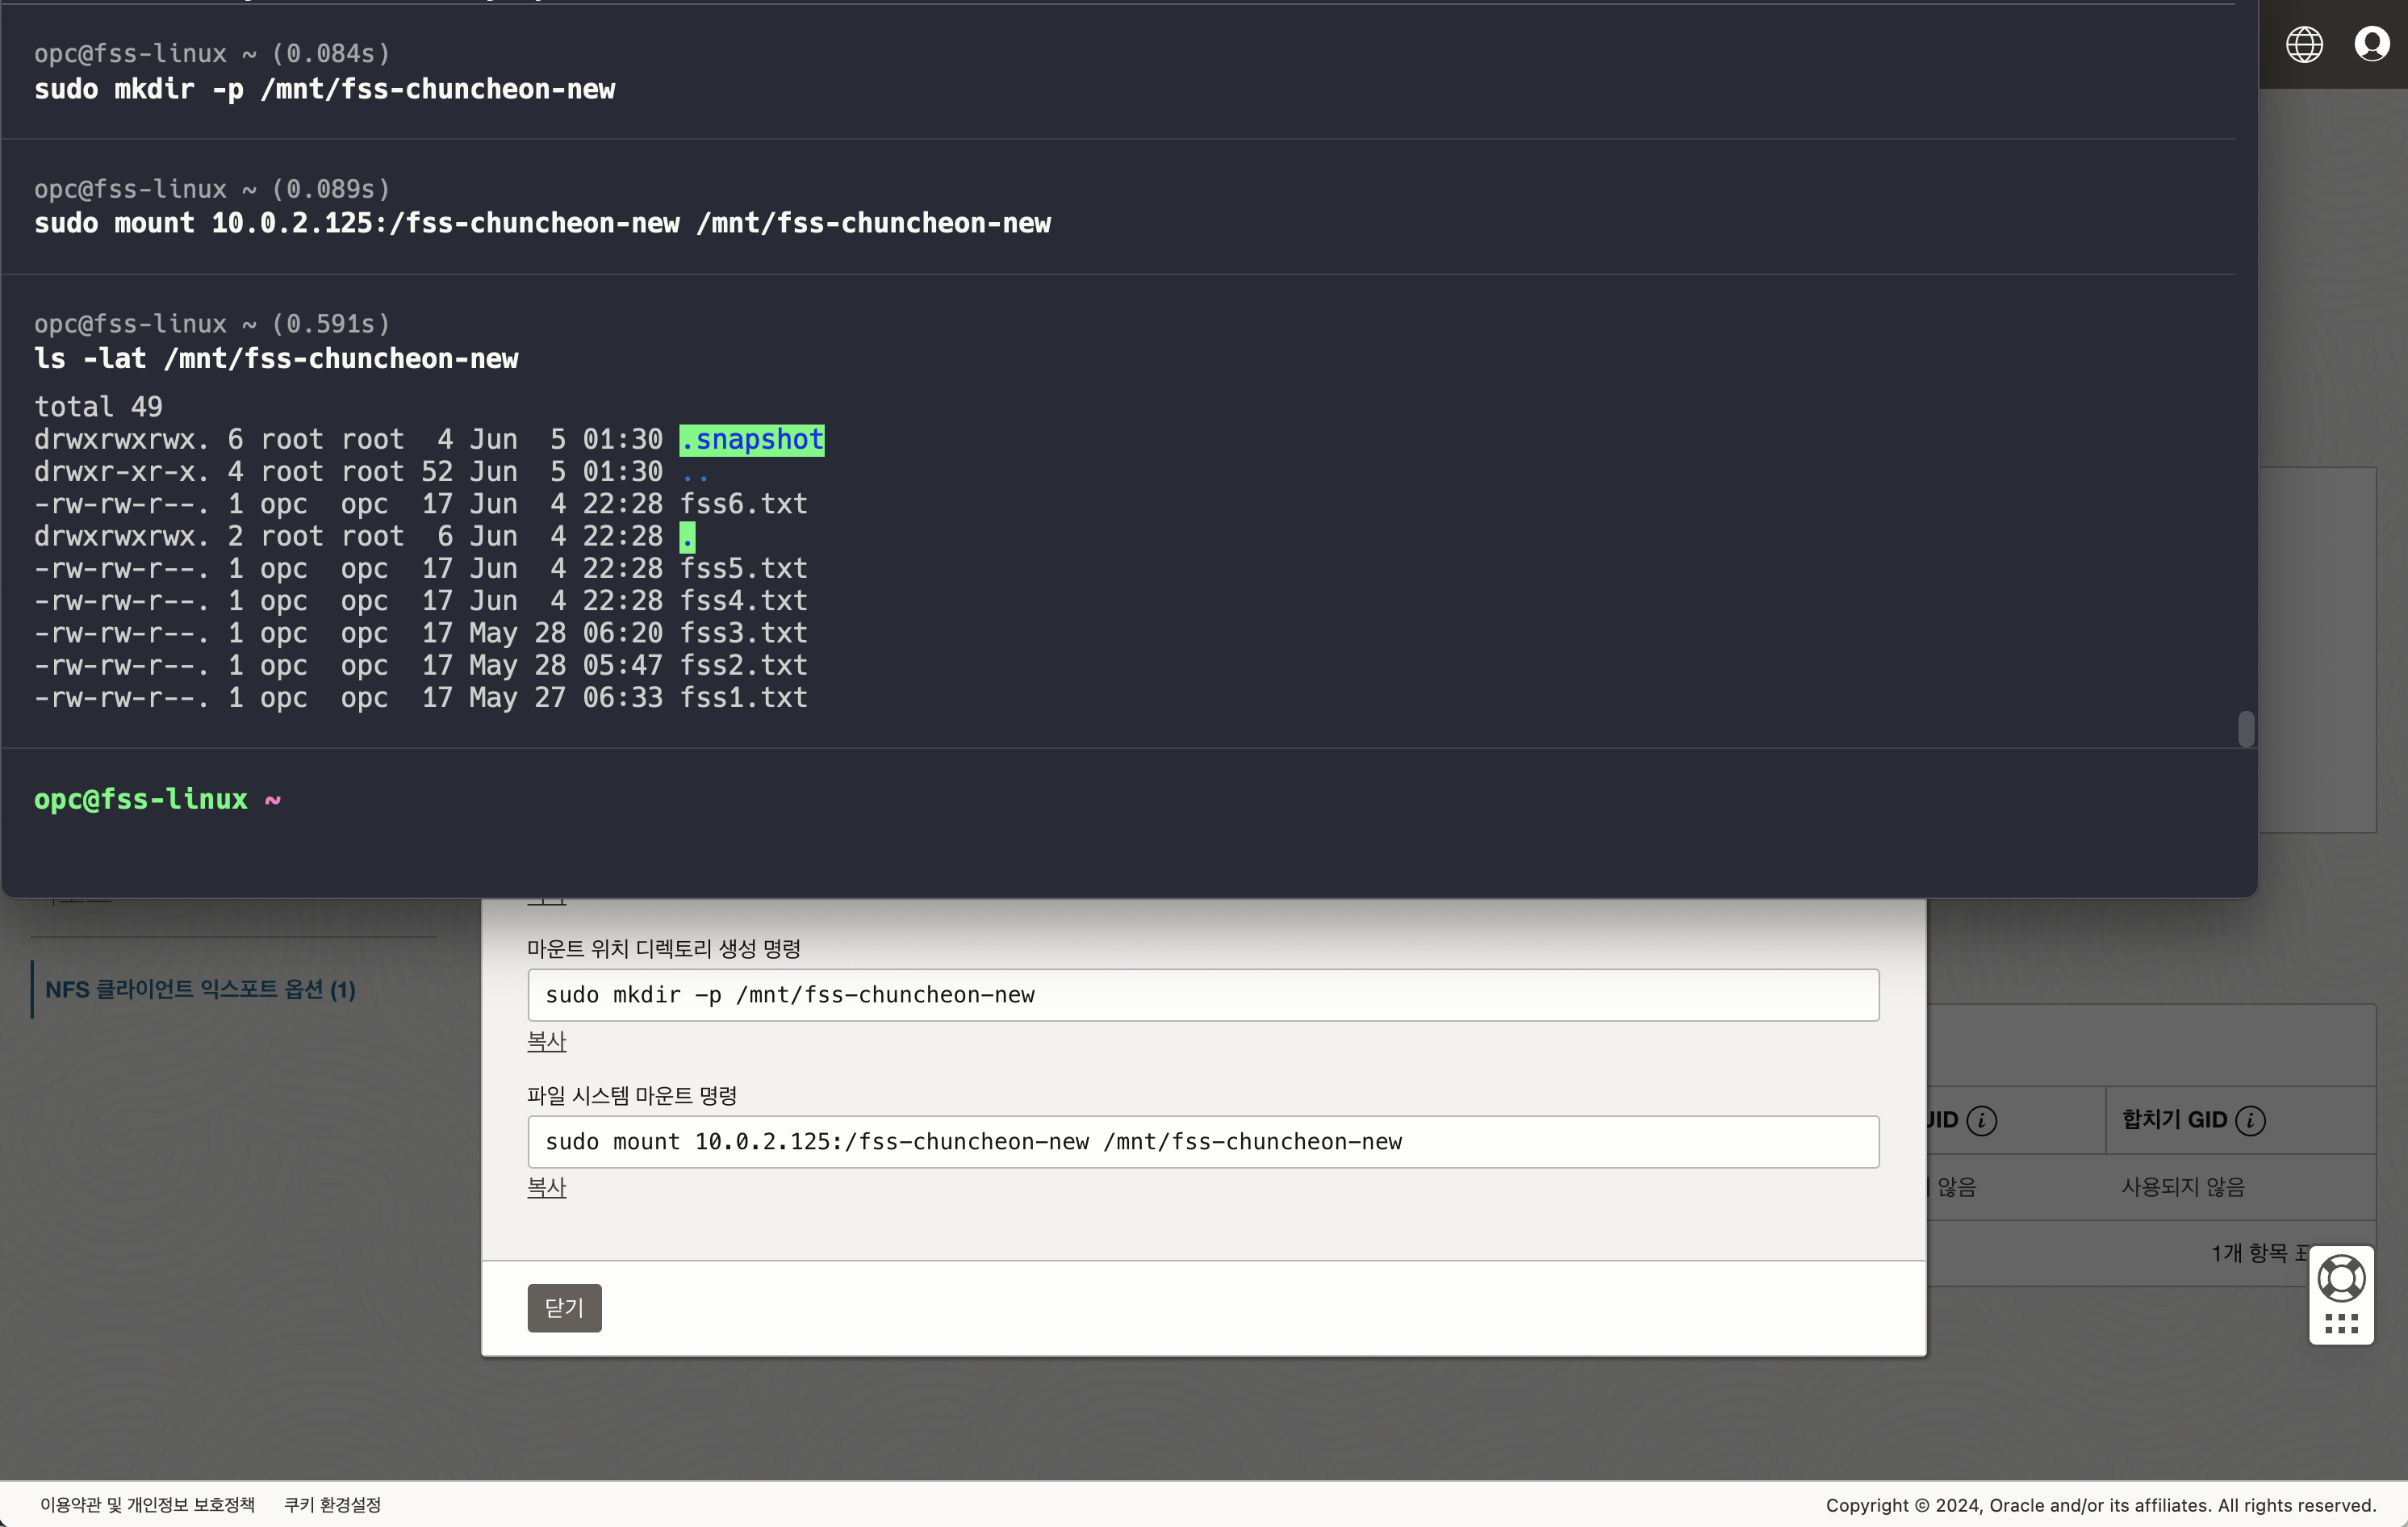 opc@fss-linux ~ (0.084s)
sudo mkdir -p /mnt/fss-chuncheon-new
opc@fss-linux ~ (0.089s)
sudo mount 10.0.2.125:/fss-chuncheon-new /mnt/fss-chuncheon-new
opc@fss-linux ~ (0.591s)
ls -lat /mnt/fss-chuncheon-new
total 49
drwxrwxrwx. 6 root root  4 Jun  5 01:30 .snapshot
drwxr-xr-x. 4 root root 52 Jun  5 01:30 ..
-rw-rw-r--. 1 opc  opc  17 Jun  4 22:28 fss6.txt
drwxrwxrwx. 2 root root  6 Jun  4 22:28 .
-rw-rw-r--. 1 opc  opc  17 Jun  4 22:28 fss5.txt
-rw-rw-r--. 1 opc  opc  17 Jun  4 22:28 fss4.txt
-rw-rw-r--. 1 opc  opc  17 May 28 06:20 fss3.txt
-rw-rw-r--. 1 opc  opc  17 May 28 05:47 fss2.txt
-rw-rw-r--. 1 opc  opc  17 May 27 06:33 fss1.txt
opc@fss-linux ~
NFS 클라이언트 익스포트 옵션 (1)
마운트 위치 디렉토리 생성 명령
sudo mkdir -p /mnt/fss-chuncheon-new
복사
파일 시스템 마운트 명령
sudo mount 10.0.2.125:/fss-chuncheon-new /mnt/fss-chuncheon-new
복사
닫기
합치기 GID
않음 사용되지 않음
1개 항목
이용약관 및 개인정보 보호정책 쿠키 환경설정
Copyright © 2024, Oracle and/or its affiliates. All rights reserved.